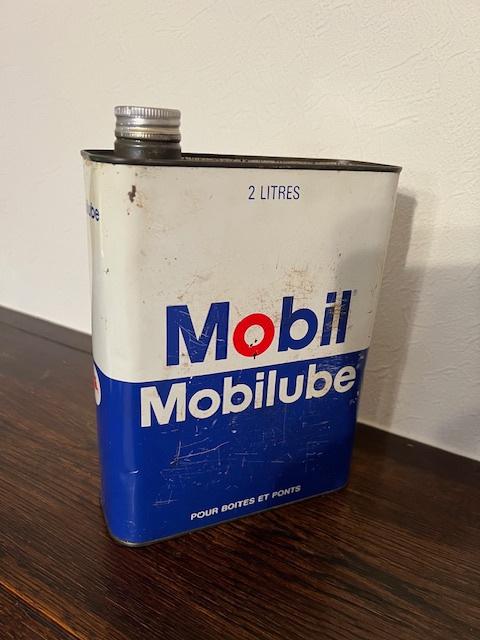 2 LITRES
Mobil
Mobilube
POUR BOITES ET PONTS